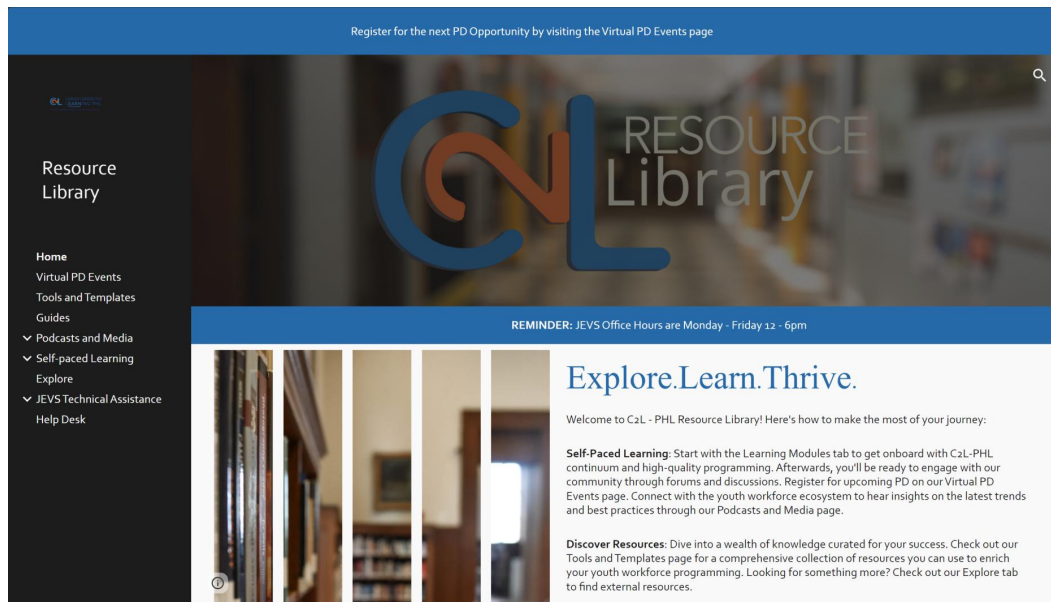 Register for the next PD Opportunity by visiting the Virtual PD Events page
C2L
Resource
Library
Home
Virtual PD Events
Tools and Templates
Guides
Podcasts and Media
Self-paced Learning
Explore
JEVS Technical Assistance
Help Desk
C2L RESOURCE
Library
REMINDER: JEVS Office Hours are Monday - Friday 12 - 6pm
Explore.Learn.Thrive.
Welcome to C2L - PHL Resource Library! Here's how to make the most of your journey:
Self-Paced Learning: Start with the Learning Modules tab to get onboard with C2L-PHL
continuum and high-quality programming. Afterwards, you'll be ready to engage with our
community through forums and discussions. Register for upcoming PD on our Virtual PD
Events page. Connect with the youth workforce ecosystem to hear insights on the latest trends
and best practices through our Podcasts and Media page.
Discover Resources: Dive into a wealth of knowledge curated for your success. Check out our
Tools and Templates page for a comprehensive collection of resources you can use to enrich
your youth workforce programming. Looking for something more? Check out our Explore tab
to find external resources.